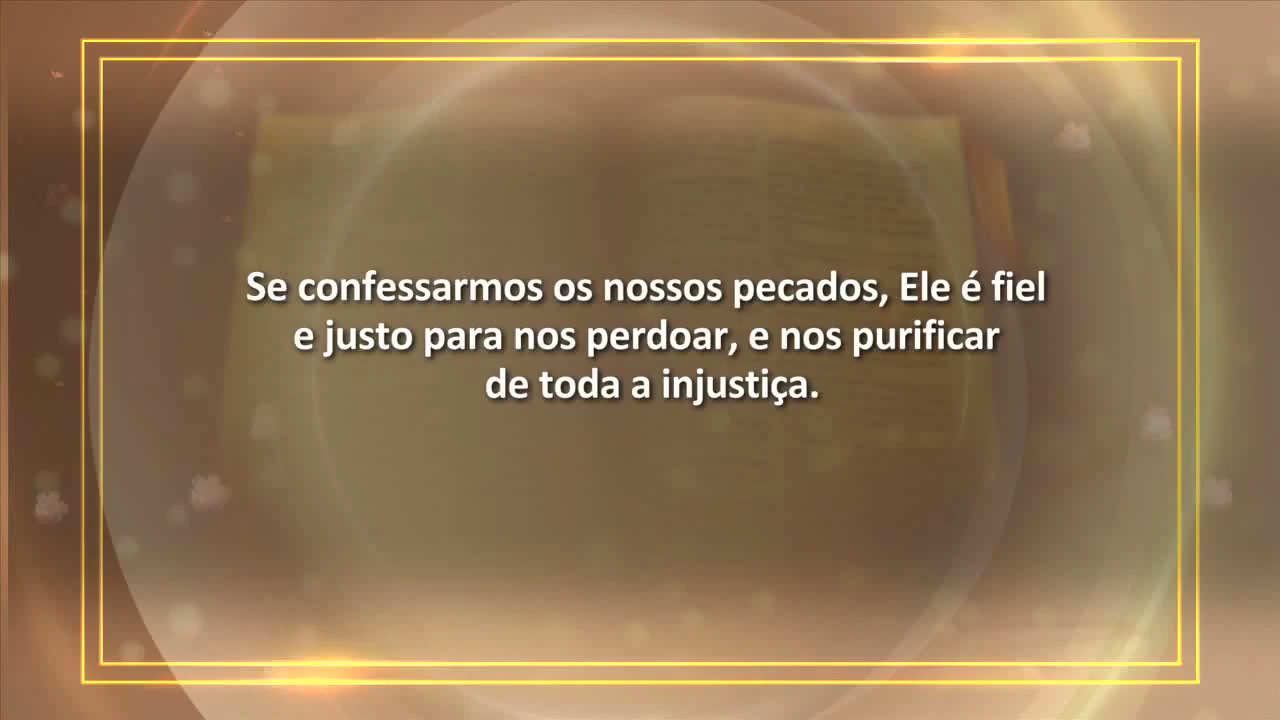 Se confessarmos os nossos pecados, Ele é fiel
e justo para nos perdoar, e nos purificar
de toda a injustiça.